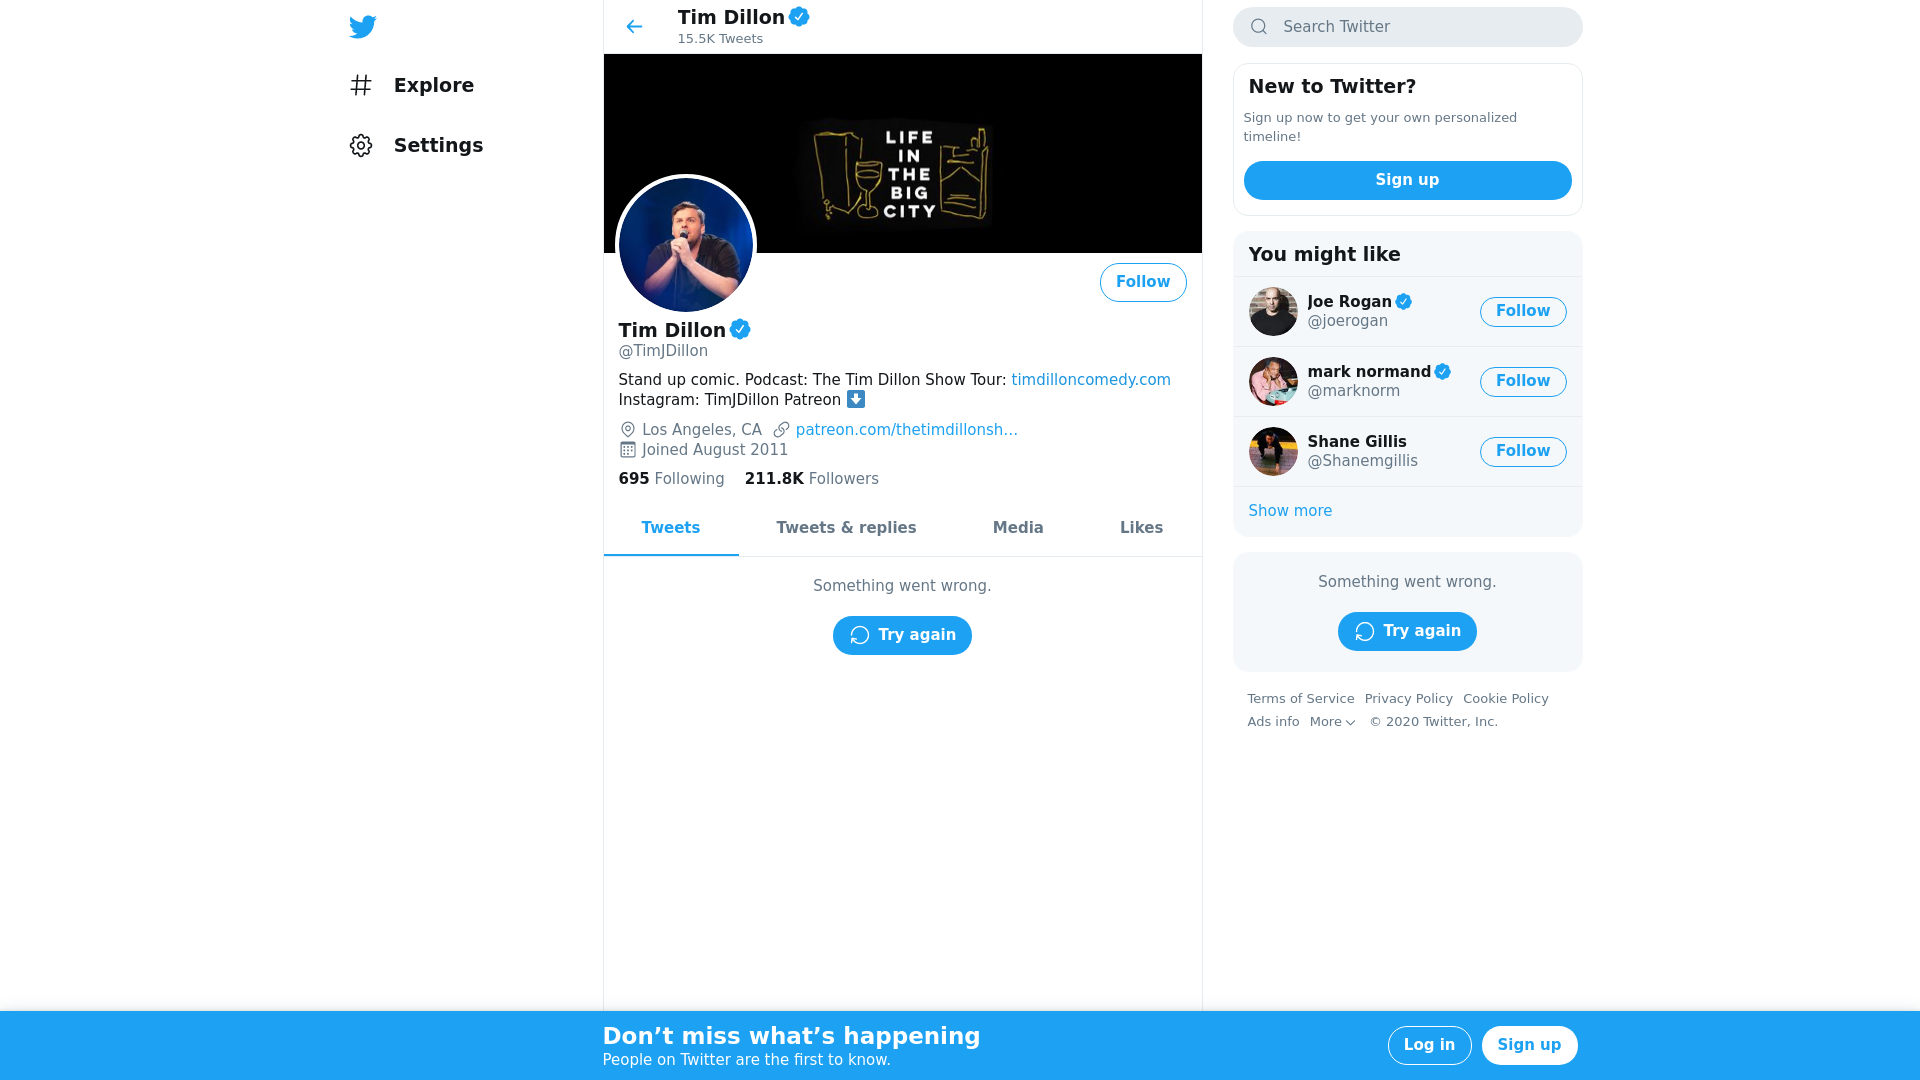 Explore
Settings
Tim Dillon
15.5K Tweets
LIFE
IN
THE
BIG
CITY
Follow
Tim Dillon
@TimJDillon
Stand up comic. Podcast: The Tim Dillon Show Tour: timdilloncomedy.com
Instagram: TimJDillon Patreon ⬇️
Los Angeles, CA patreon.com/thetimdillonsh…
Joined August 2011
695 Following 211.8K Followers
Tweets Tweets & replies Media Likes
Something went wrong.
Try again
Search Twitter
New to Twitter?
Sign up now to get your own personalized
timeline!
Sign up
You might like
Joe Rogan
@joerogan
Follow
mark normand
@marknorm
Follow
Shane Gillis
@Shanemgillis
Follow
Show more
Something went wrong.
Try again
Terms of Service Privacy Policy Cookie Policy
Ads info More © 2020 Twitter, Inc.
Don’t miss what’s happening
People on Twitter are the first to know.
Log in
Sign up